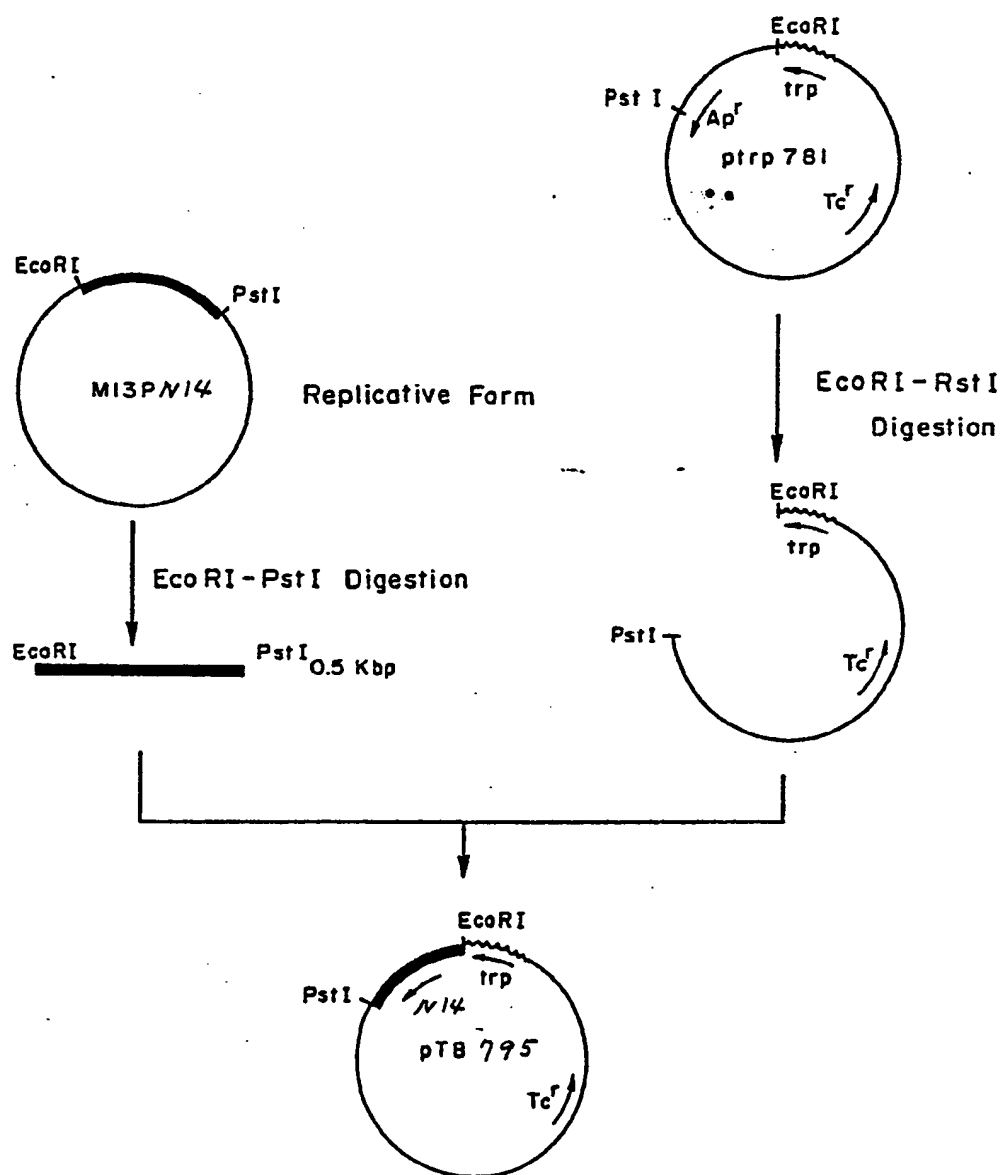 EcoRI
trp
Pst I
Apr
ptrp 781
Tcr
EcoRI
PstI
M13PN14
Replicative Form
EcoRI-RstI
Digestion
EcoRI
trp
EcoRI-PstI Digestion
PstI
EcoRI
PstI
0.5 Kbp
Tcr
EcoRI
trp
PstI
N14
pTB 795
Tcr